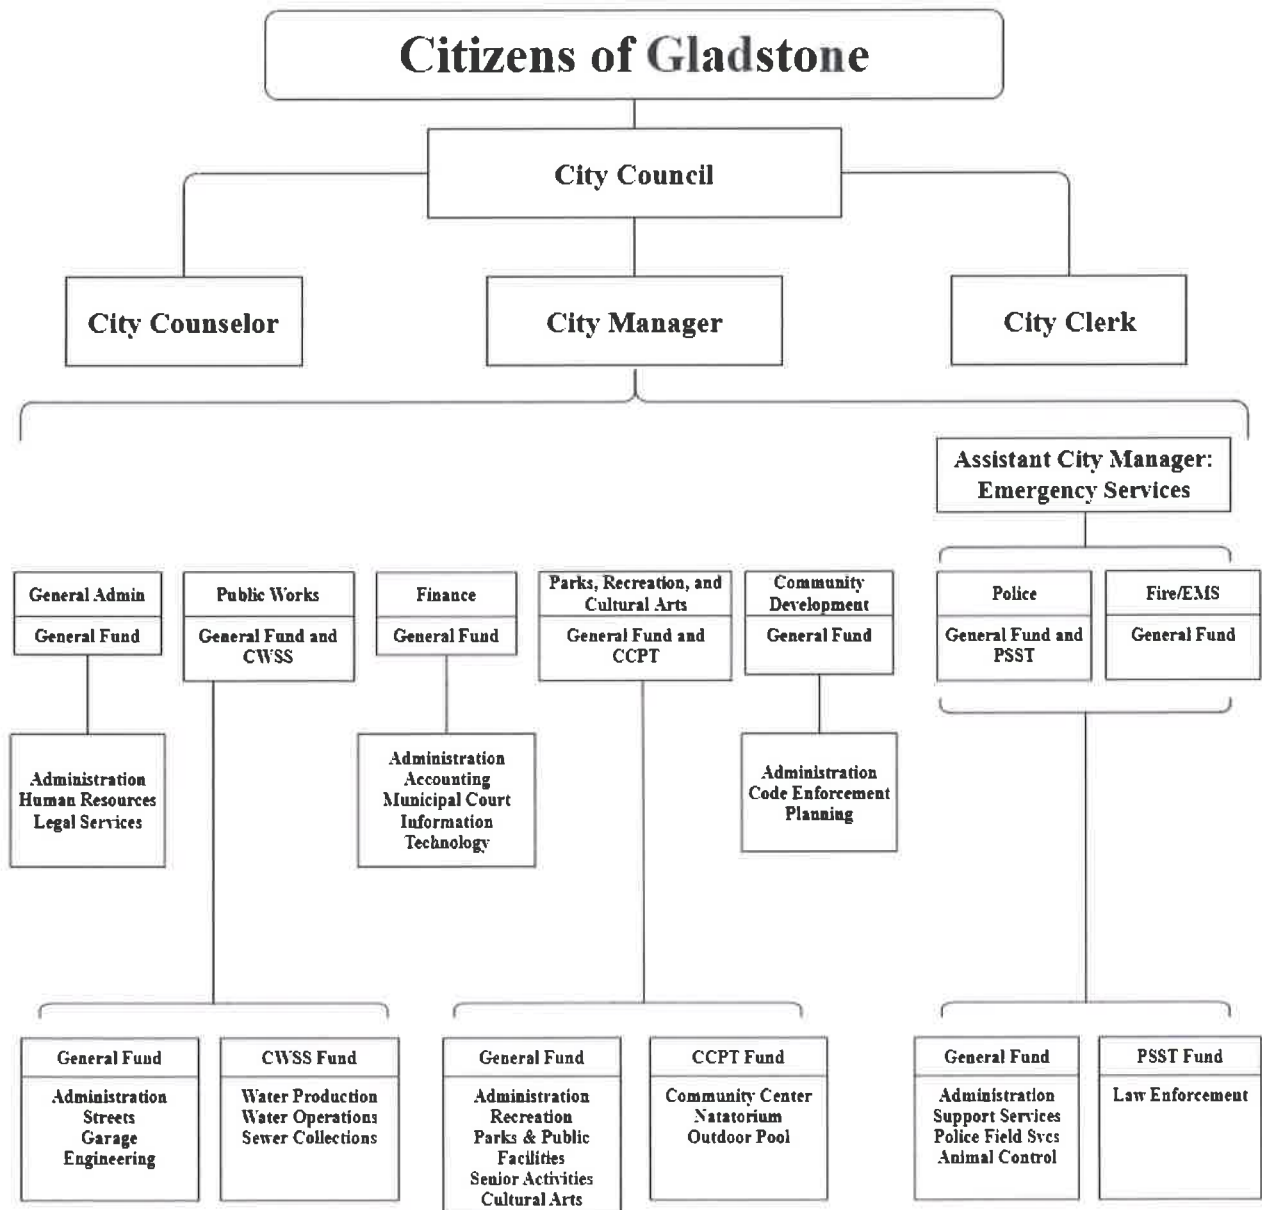 Citizens of Gladstone
City Council
City Counselor
City Manager
City Clerk
Assistant City Manager:
Emergency Services
General Admin
General Fund
Public Works
General Fund and
CWSS
Finance
General Fund
Parks, Recreation, and
Cultural Arts
General Fund and
CCPT
Community
Development
General Fund
Police
General Fund and
PSST
Fire/EMS
General Fund
Administration
Human Resources
Legal Services
Administration
Accounting
Municipal Court
Information
Technology
Administration
Code Enforcement
Planning
General Fund
Administration
Streets
Garage
Engineering
CWSS Fund
Water Production
Water Operations
Sewer Collections
General Fund
Administration
Recreation
Parks & Public
Facilities
Senior Activities
Cultural Arts
CCPT Fund
Community Center
Natatorium
Outdoor Pool
General Fund
Administration
Support Services
Police Field Svcs
Animal Control
PSST Fund
Law Enforcement